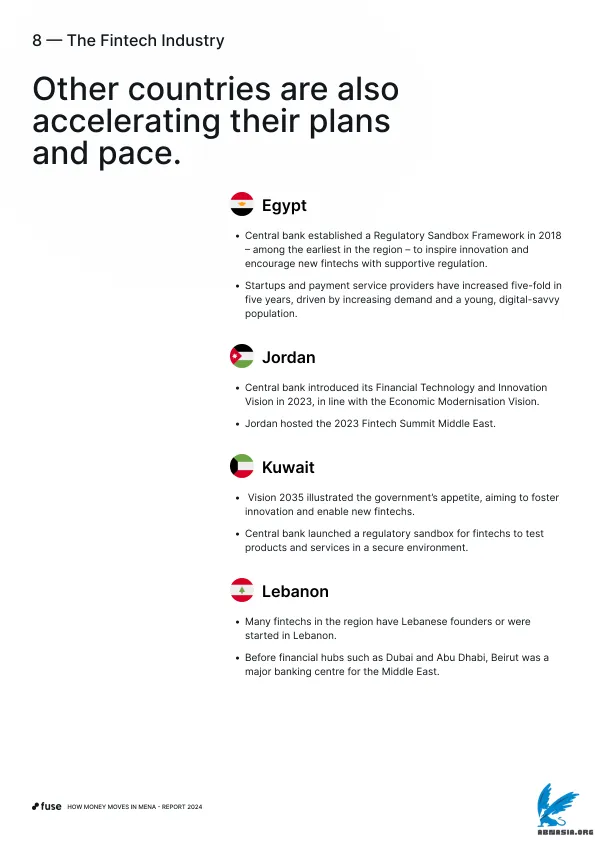 8 — The Fintech Industry
Other countries are also
accelerating their plans
and pace.
Egypt
• Central bank established a Regulatory Sandbox Framework in 2018
– among the earliest in the region – to inspire innovation and
encourage new fintechs with supportive regulation.
• Startups and payment service providers have increased five-fold in
five years, driven by increasing demand and a young, digital-savvy
population.
Jordan
• Central bank introduced its Financial Technology and Innovation
Vision in 2023, in line with the Economic Modernisation Vision.
• Jordan hosted the 2023 Fintech Summit Middle East.
Kuwait
• Vision 2035 illustrated the government’s appetite, aiming to foster
innovation and enable new fintechs.
• Central bank launched a regulatory sandbox for fintechs to test
products and services in a secure environment.
Lebanon
• Many fintechs in the region have Lebanese founders or were
started in Lebanon.
• Before financial hubs such as Dubai and Abu Dhabi, Beirut was a
major banking centre for the Middle East.
fuse HOW MONEY MOVES IN MENA - REPORT 2024
ABNASIA.ORG